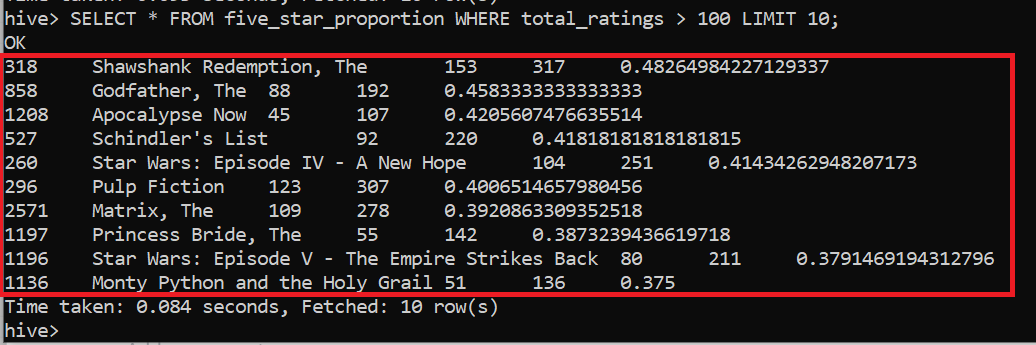 hive> SELECT * FROM five_star_proportion WHERE total_ratings > 100 LIMIT 10;
OK
318 Shawshank Redemption, The 153 317 0.48264984227129337
858 Godfather, The 88 192 0.4583333333333333
1208 Apocalypse Now 45 107 0.4205607476635514
527 Schindler's List 92 220 0.41818181818181815
260 Star Wars: Episode IV - A New Hope 104 251 0.41434262948207173
296 Pulp Fiction 123 307 0.4006514657980456
2571 Matrix, The 109 278 0.3920863309352518
1197 Princess Bride, The 55 142 0.3873239436619718
1196 Star Wars: Episode V - The Empire Strikes Back 80 211 0.3791469194312796
1136 Monty Python and the Holy Grail 51 136 0.375
Time taken: 0.084 seconds, Fetched: 10 row(s)
hive>